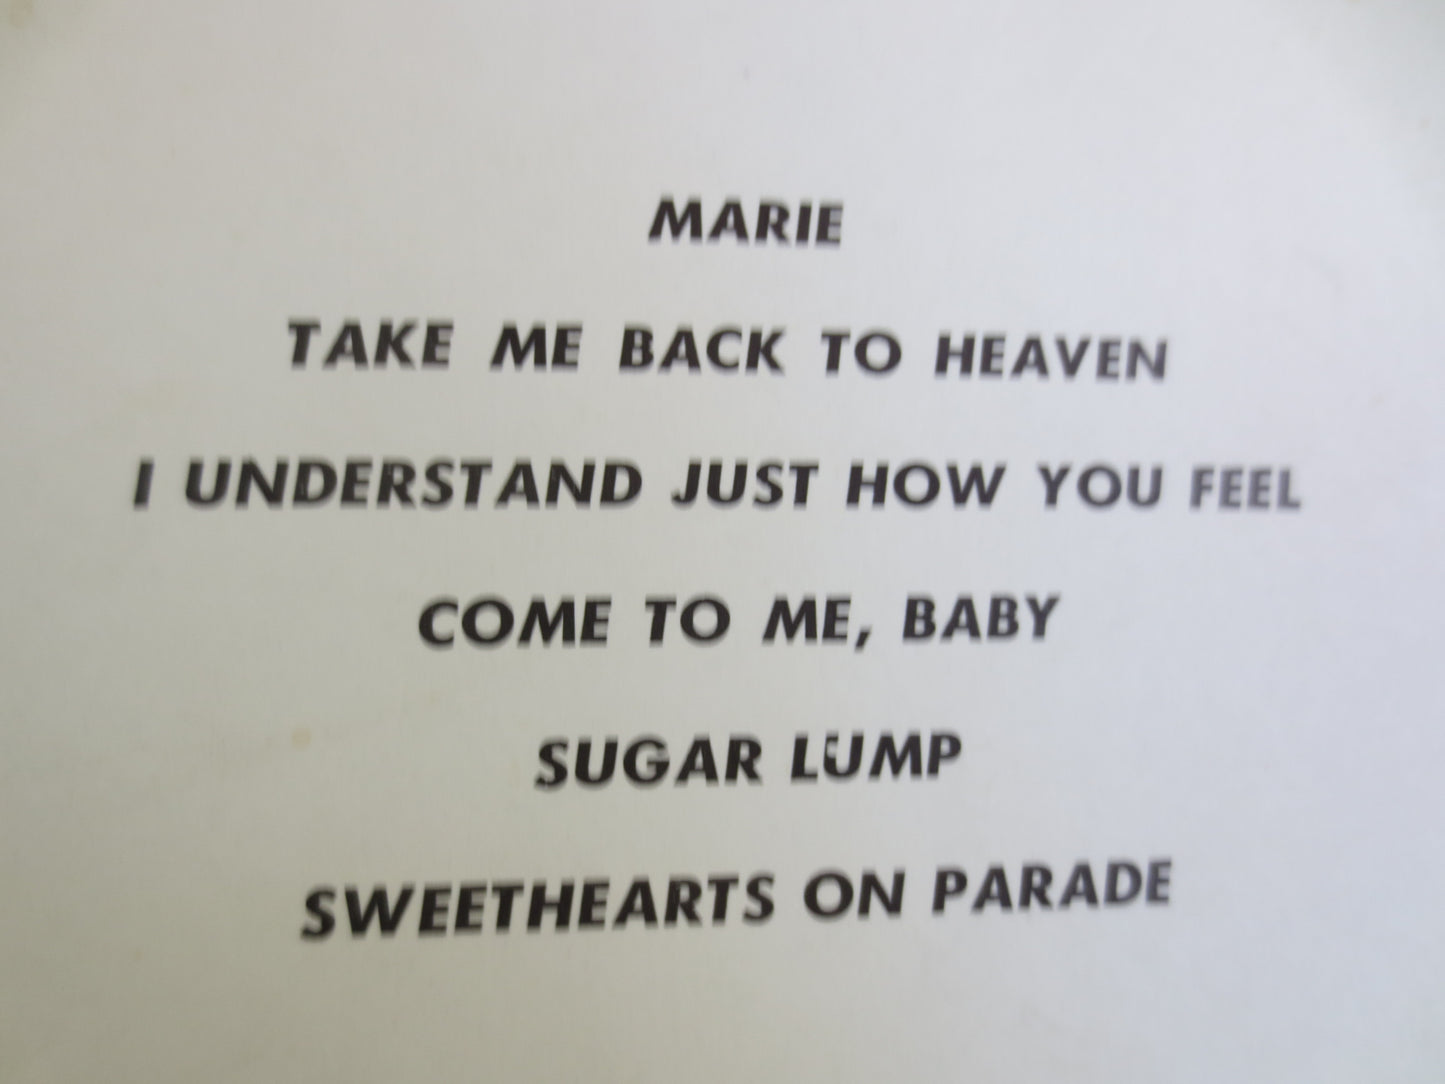 MARIE
TAKE ME BACK TO HEAVEN
I UNDERSTAND JUST HOW YOU FEEL
COME TO ME, BABY
SUGAR LUMP
SWEETHEARTS ON PARADE